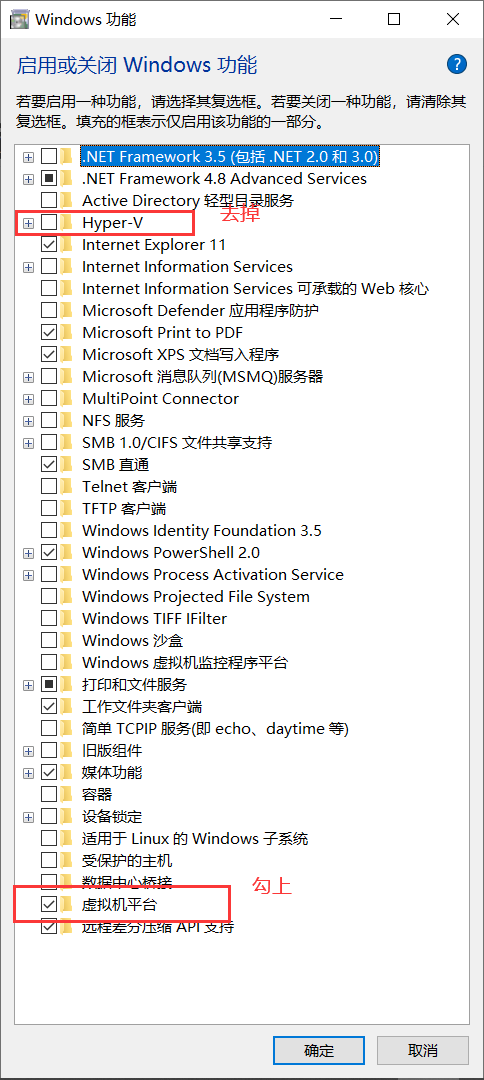 Windows 功能
启用或关闭 Windows 功能
若要启用一种功能，请选择其复选框。若要关闭一种功能，请清除其
复选框。填充的框表示仅启用该功能的一部分。
.NET Framework 3.5 (包括 .NET 2.0 和 3.0)
.NET Framework 4.8 Advanced Services
Active Directory 轻型目录服务
去掉
Hyper-V
Internet Explorer 11
Internet Information Services
Internet Information Services 可承载的 Web 核心
Microsoft Defender 应用程序防护
Microsoft Print to PDF
Microsoft XPS 文档写入程序
Microsoft 消息队列(MSMQ)服务器
MultiPoint Connector
NFS 服务
SMB 1.0/CIFS 文件共享支持
SMB 直通
Telnet 客户端
TFTP 客户端
Windows Identity Foundation 3.5
Windows PowerShell 2.0
Windows Process Activation Service
Windows Projected File System
Windows TIFF IFilter
Windows 沙盒
Windows 虚拟机监控程序平台
打印和文件服务
工作文件夹客户端
简单 TCPIP 服务(即 echo、daytime 等)
旧版组件
媒体功能
容器
设备锁定
适用于 Linux 的 Windows 子系统
受保护的主机
数据中心桥接
勾上
虚拟机平台
远程差分压缩 API 支持
确定
取消